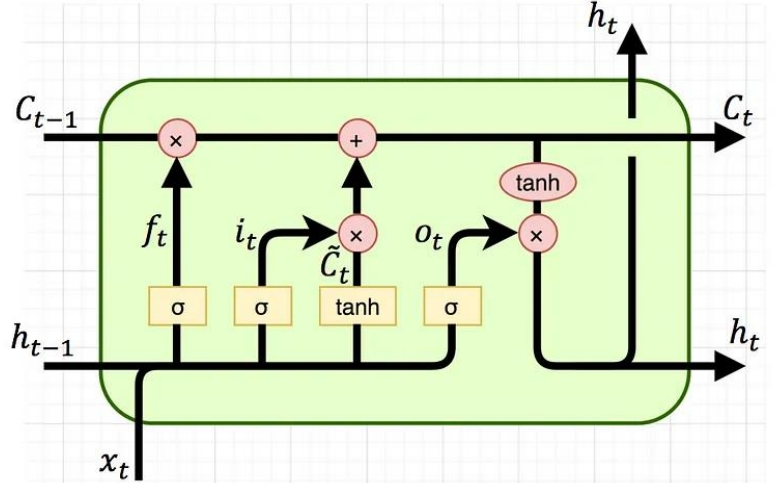 h_t
C_{t-1} × + C_t
tanh
f_t i_t × o_t ×
C̃_t
σ σ tanh σ
h_{t-1} h_t
x_t